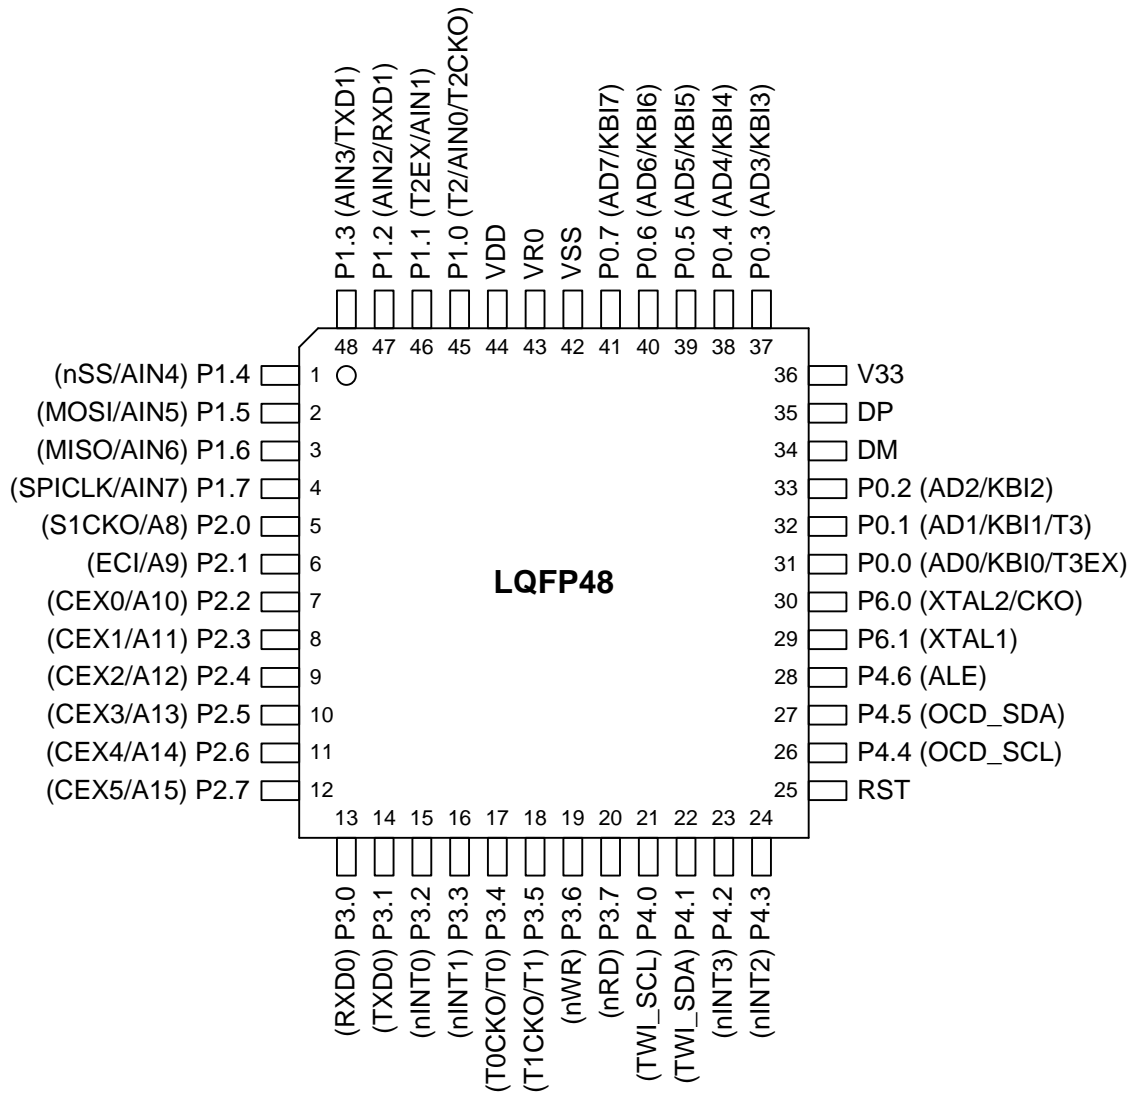 P1.3 (AIN3/TXD1)
P1.2 (AIN2/RXD1)
P1.1 (T2EX/AIN1)
P1.0 (T2/AIN0/T2CKO)
VDD
VR0
VSS
P0.7 (AD7/KBI7)
P0.6 (AD6/KBI6)
P0.5 (AD5/KBI5)
P0.4 (AD4/KBI4)
P0.3 (AD3/KBI3)
48 47 46 45 44 43 42 41 40 39 38 37
(nSS/AIN4) P1.4 1
(MOSI/AIN5) P1.5 2
(MISO/AIN6) P1.6 3
(SPICLK/AIN7) P1.7 4
(S1CKO/A8) P2.0 5
(ECI/A9) P2.1 6
(CEX0/A10) P2.2 7
(CEX1/A11) P2.3 8
(CEX2/A12) P2.4 9
(CEX3/A13) P2.5 10
(CEX4/A14) P2.6 11
(CEX5/A15) P2.7 12
LQFP48
36 V33
35 DP
34 DM
33 P0.2 (AD2/KBI2)
32 P0.1 (AD1/KBI1/T3)
31 P0.0 (AD0/KBI0/T3EX)
30 P6.0 (XTAL2/CKO)
29 P6.1 (XTAL1)
28 P4.6 (ALE)
27 P4.5 (OCD_SDA)
26 P4.4 (OCD_SCL)
25 RST
13 14 15 16 17 18 19 20 21 22 23 24
(RXD0) P3.0
(TXD0) P3.1
(nINT0) P3.2
(nINT1) P3.3
(T0CKO/T0) P3.4
(T1CKO/T1) P3.5
(nWR) P3.6
(nRD) P3.7
(TWI_SCL) P4.0
(TWI_SDA) P4.1
(nINT3) P4.2
(nINT2) P4.3